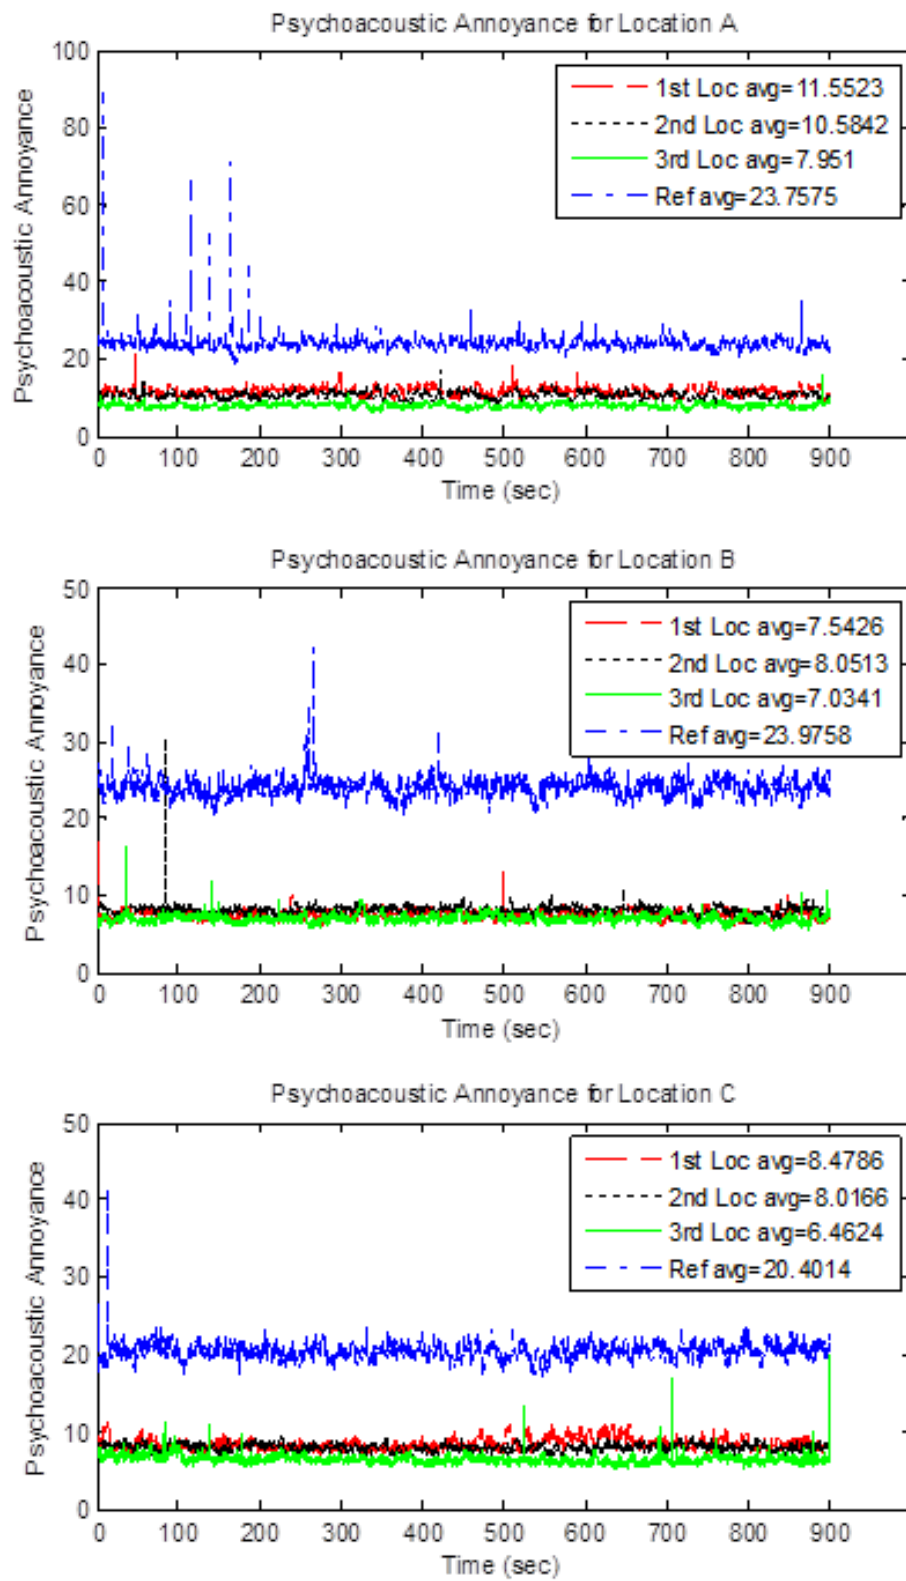 Psychoacoustic Annoyance for Location A
Psychoacoustic Annoyance
100
80
60
40
20
0
1st Loc avg=11.5523
2nd Loc avg=10.5842
3rd Loc avg=7.951
Ref avg=23.7575
0 100 200 300 400 500 600 700 800 900
Time (sec)
Psychoacoustic Annoyance for Location B
Psychoacoustic Annoyance
50
40
30
20
10
0
1st Loc avg=7.5426
2nd Loc avg=8.0513
3rd Loc avg=7.0341
Ref avg=23.9758
0 100 200 300 400 500 600 700 800 900
Time (sec)
Psychoacoustic Annoyance for Location C
Psychoacoustic Annoyance
50
40
30
20
10
0
1st Loc avg=8.4786
2nd Loc avg=8.0166
3rd Loc avg=6.4624
Ref avg=20.4014
0 100 200 300 400 500 600 700 800 900
Time (sec)